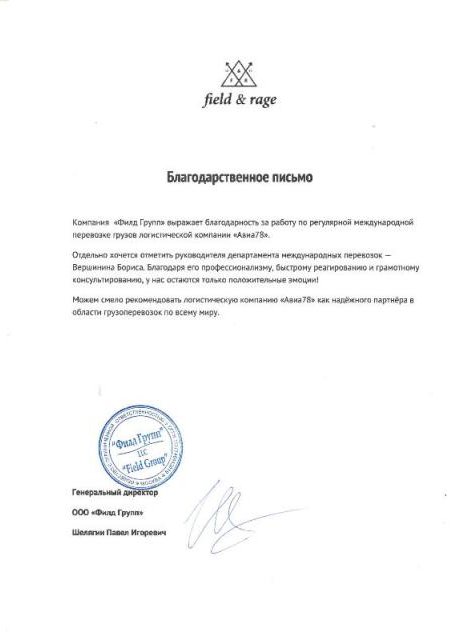 field & rage
Благодарственное письмо
Компания «Филд Групп» выражает благодарность за работу по регулярной международной
перевозке грузов логистической компании «Авиа78».
Отдельно хочется отметить руководителя департамента международных перевозок —
Вершинина Бориса. Благодаря его профессионализму, быстрому реагированию и грамотному
консультированию, у нас остаются только положительные эмоции!
Можем смело рекомендовать логистическую компанию «Авиа78» как надёжного партнёра в
области грузоперевозок по всему миру.
"Филд Групп"
LLC
"Field Group"
МОСКВА
Генеральный директор
ООО «Филд Групп»
Шелягин Павел Игоревич